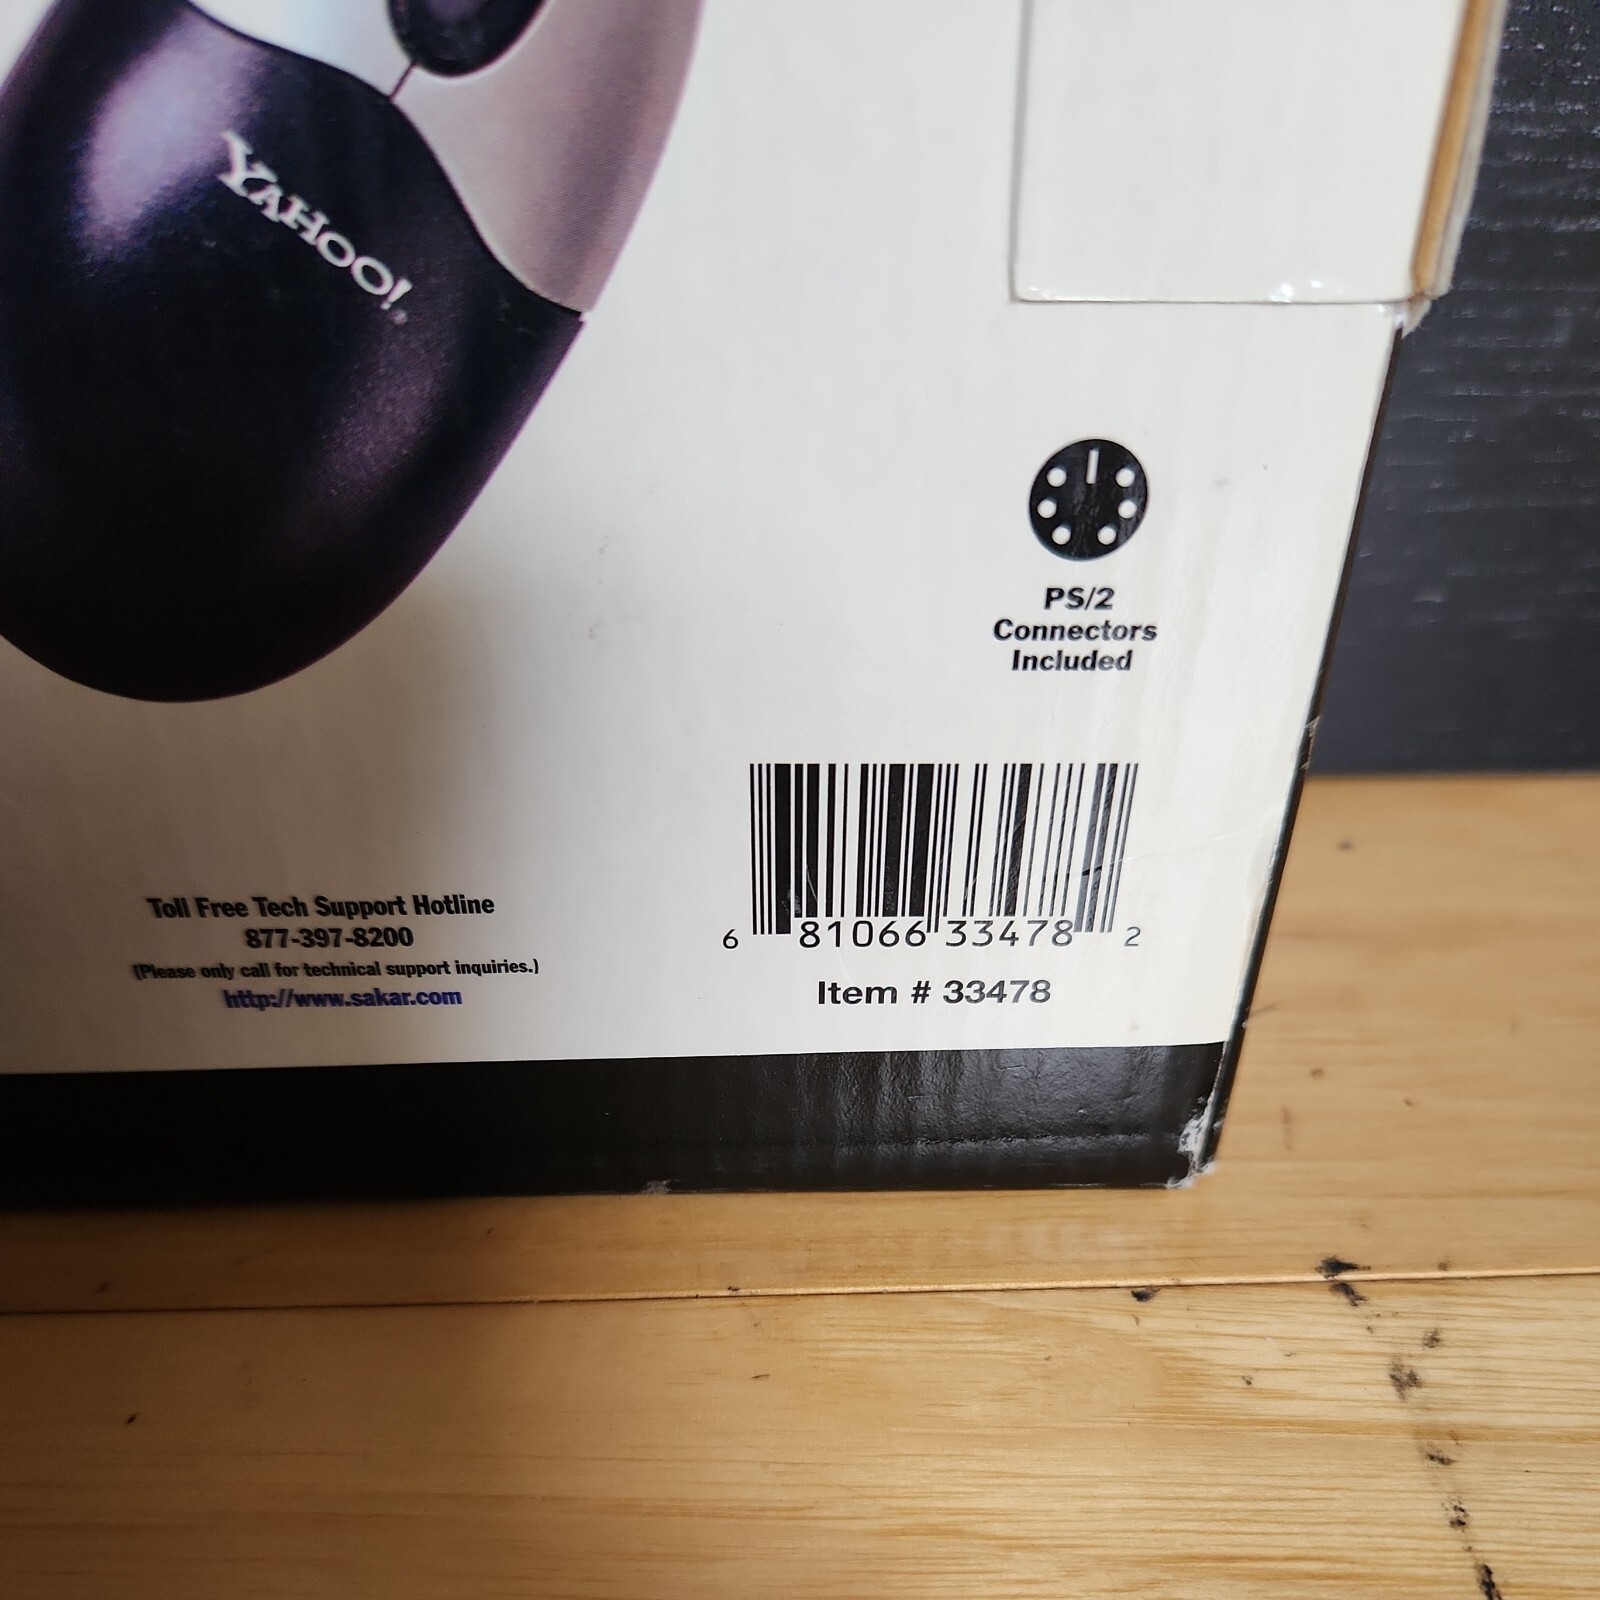 YAHOO!
PS/2
Connectors
Included
Toll Free Tech Support Hotline
877-397-8200
(Please only call for technical support inquiries.)
http://www.sakar.com
6 81066 33478 2
Item # 33478